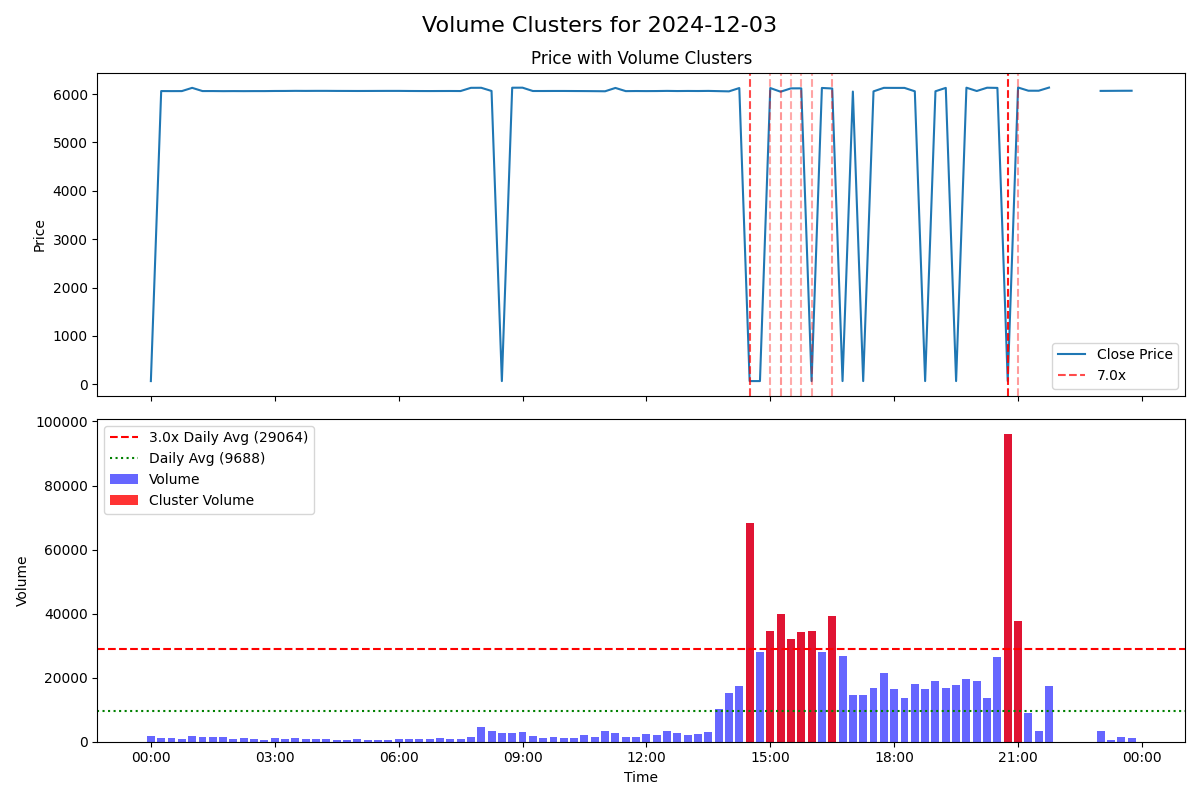 Volume Clusters for 2024-12-03
Price with Volume Clusters
6000
5000
4000
3000
2000
1000
0
Price
Close Price
7.0x
100000
80000
60000
40000
20000
0
Volume
3.0x Daily Avg (29064)
Daily Avg (9688)
Volume
Cluster Volume
00:00 03:00 06:00 09:00 12:00 15:00 18:00 21:00 00:00
Time